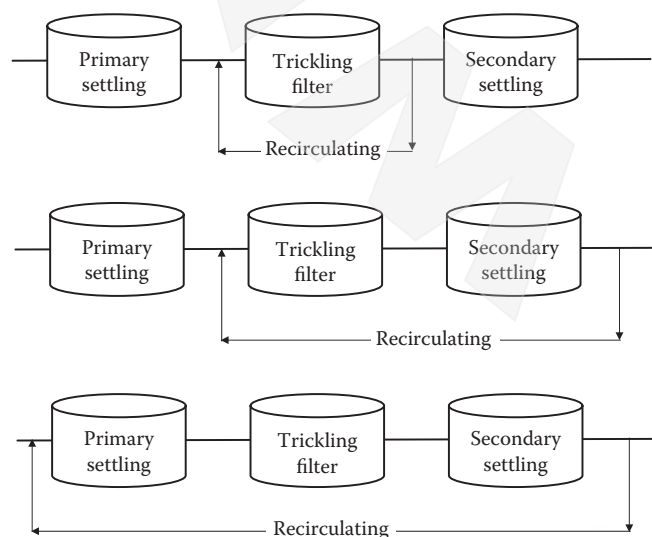 Primary
settling
Trickling
filter
Secondary
settling
Recirculating
Primary
settling
Trickling
filter
Secondary
settling
Recirculating
Primary
settling
Trickling
filter
Secondary
settling
Recirculating